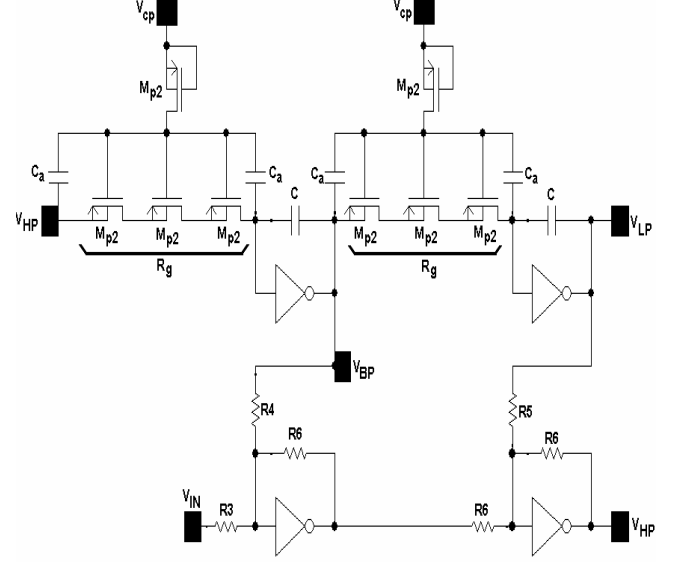 Vcp Vcp
Mp2 Mp2
Ca Ca C Ca Ca C
VHP Mp2 Mp2 Mp2 Mp2 Mp2 Mp2 VLP
Rg Rg
VBP
R4 R5
R6 R6
VIN R3 R6 VHP